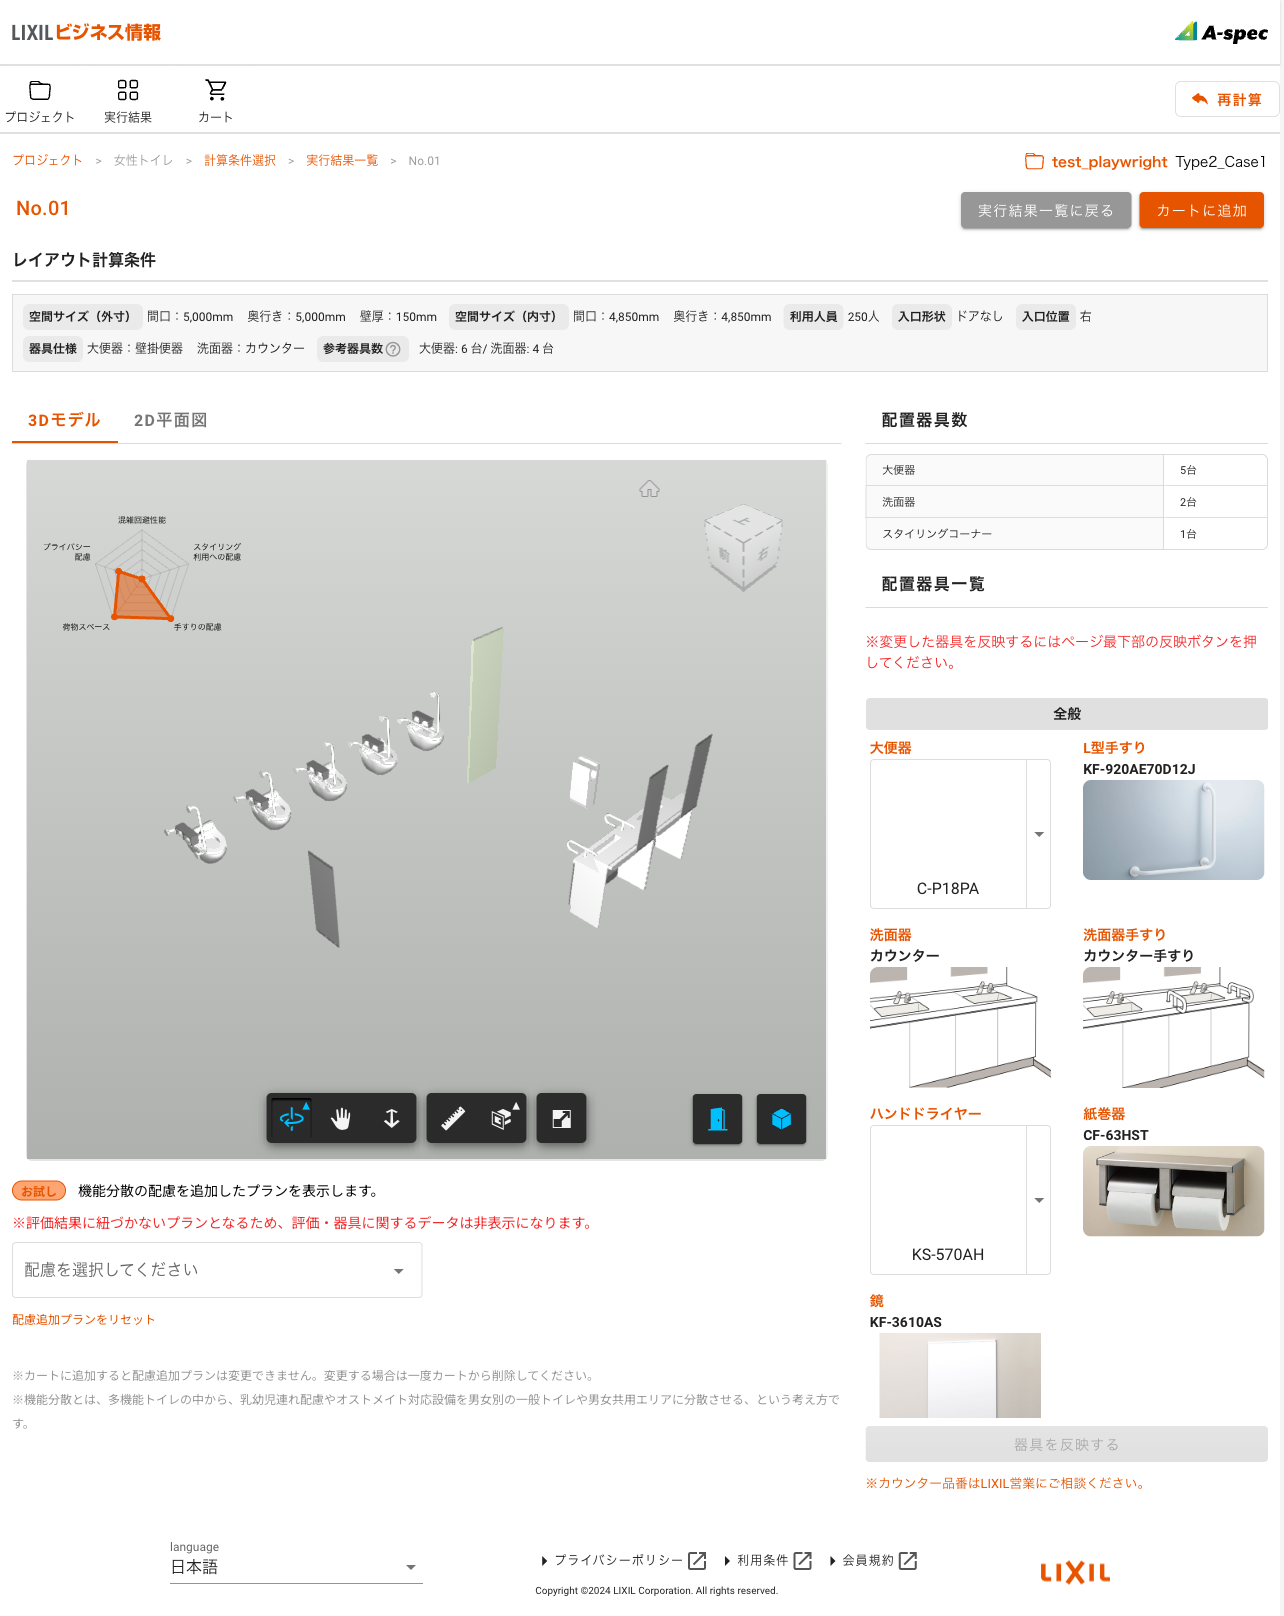 LIXILビジネス情報
A-spec
プロジェクト 実行結果 カート
再計算
プロジェクト > 女性トイレ > 計算条件選択 > 実行結果一覧 > No.01
test_playwright Type2_Case1
No.01
実行結果一覧に戻る カートに追加
レイアウト計算条件
空間サイズ（外寸） 間口：5,000mm 奥行き：5,000mm 壁厚：150mm 空間サイズ（内寸） 間口：4,850mm 奥行き：4,850mm 利用人員 250人 入口形状 ドアなし 入口位置 右
器具仕様 大便器：壁掛便器 洗面器：カウンター 参考器具数 大便器: 6 台/ 洗面器: 4 台
3Dモデル 2D平面図
混雑回避性能
プライバシー
配慮
スタイリング
利用への配慮
荷物スペース
手すりの配慮
上
前 右
お試し 機能分散の配慮を追加したプランを表示します。
※評価結果に紐づかないプランとなるため、評価・器具に関するデータは非表示になります。
配慮を選択してください
配慮追加プランをリセット
※カートに追加すると配慮追加プランは変更できません。変更する場合は一度カートから削除してください。
※機能分散とは、多機能トイレの中から、乳幼児連れ配慮やオストメイト対応設備を男女別の一般トイレや男女共用エリアに分散させる、という考え方で
す。
配置器具数
大便器 5台
洗面器 2台
スタイリングコーナー 1台
配置器具一覧
※変更した器具を反映するにはページ最下部の反映ボタンを押
してください。
全般
大便器
C-P18PA
L型手すり
KF-920AE70D12J
洗面器
カウンター
洗面器手すり
カウンター手すり
ハンドドライヤー
KS-570AH
紙巻器
CF-63HST
鏡
KF-3610AS
器具を反映する
※カウンター品番はLIXIL営業にご相談ください。
language
日本語
プライバシーポリシー 利用条件 会員規約
Copyright ©2024 LIXIL Corporation. All rights reserved.
LIXIL